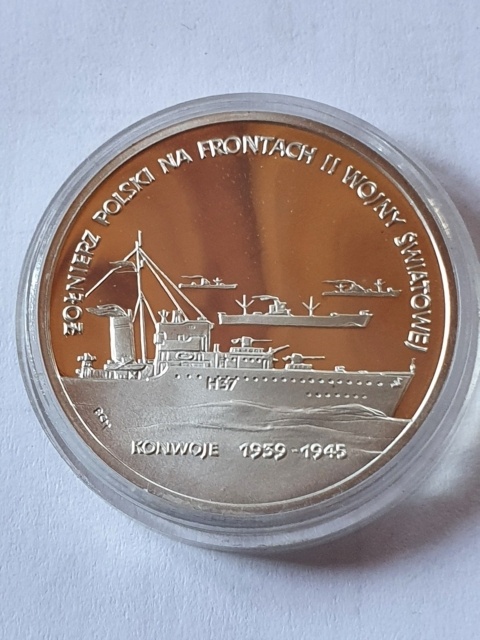 ŻOŁNIERZ POLSKI NA FRONTACH II WOJNY ŚWIATOWEJ
H37
KONWOJE 1939-1945